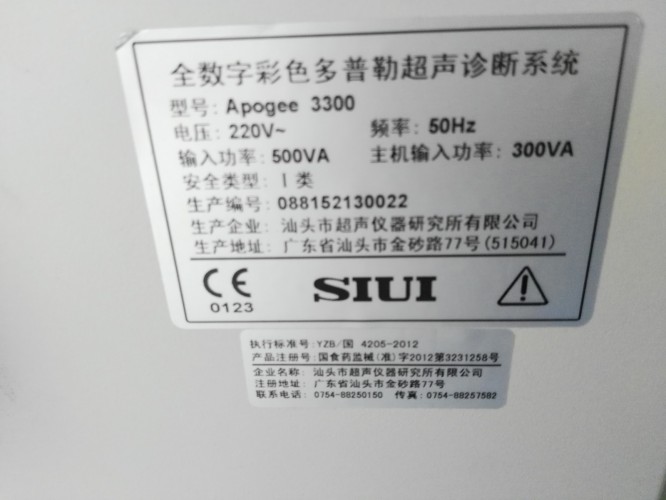 全数字彩色多普勒超声诊断系统
型号: Apogee 3300
电压: 220V~ 频率: 50Hz
输入功率: 500VA 主机输入功率: 300VA
安全类型: I 类
生产编号: 088152130022
生产企业: 汕头市超声仪器研究所有限公司
生产地址: 广东省汕头市金砂路77号(515041)
CE
0123
SIUI
执行标准号: YZB/国 4205-2012
产品注册号: 国食药监械(准)字2012第3231258号
企业名称: 汕头市超声仪器研究所有限公司
注册地址: 广东省汕头市金砂路77号
联系电话: 0754-88250150 传真: 0754-88257582